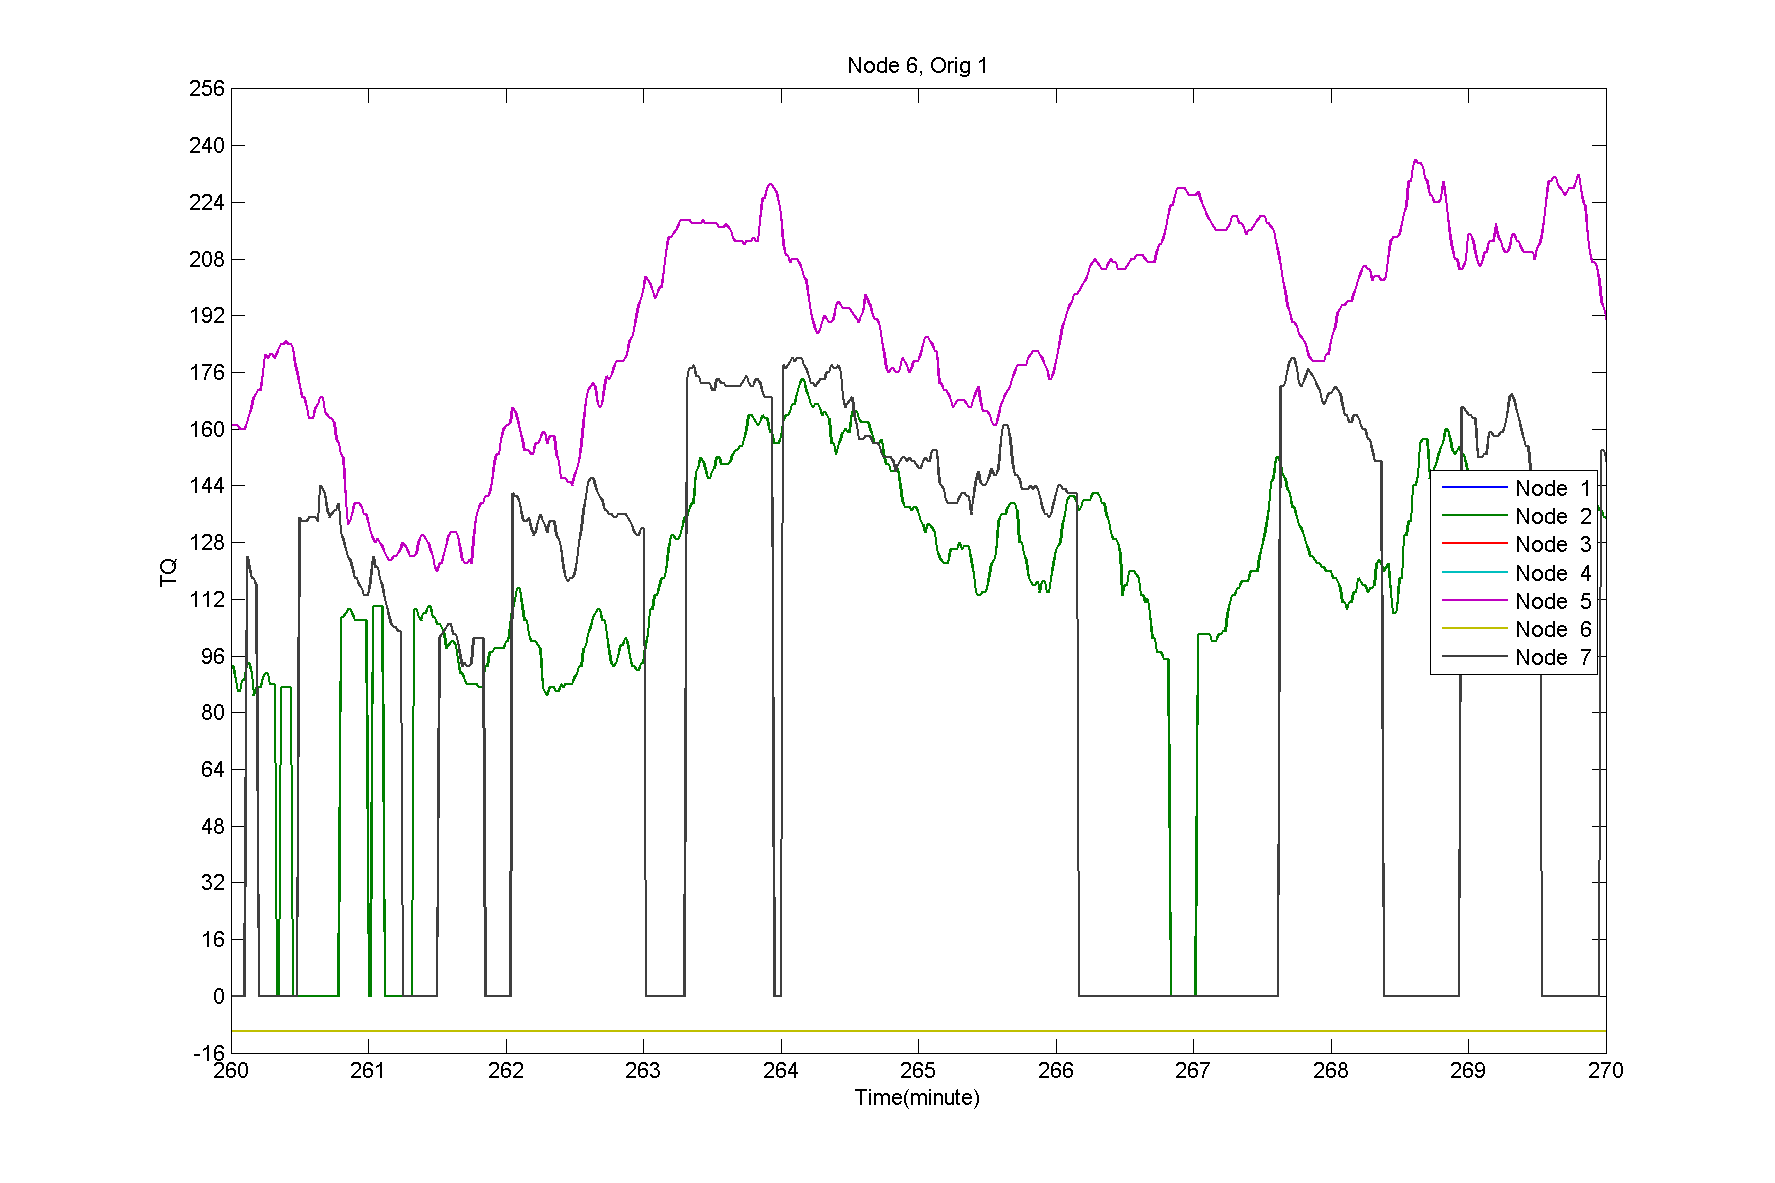 Node 6, Orig 1
256
240
224
208
192
176
160
144
128
112
96
80
64
48
32
16
0
-16
TQ
260 261 262 263 264 265 266 267 268 269 270
Time(minute)
Node 1
Node 2
Node 3
Node 4
Node 5
Node 6
Node 7